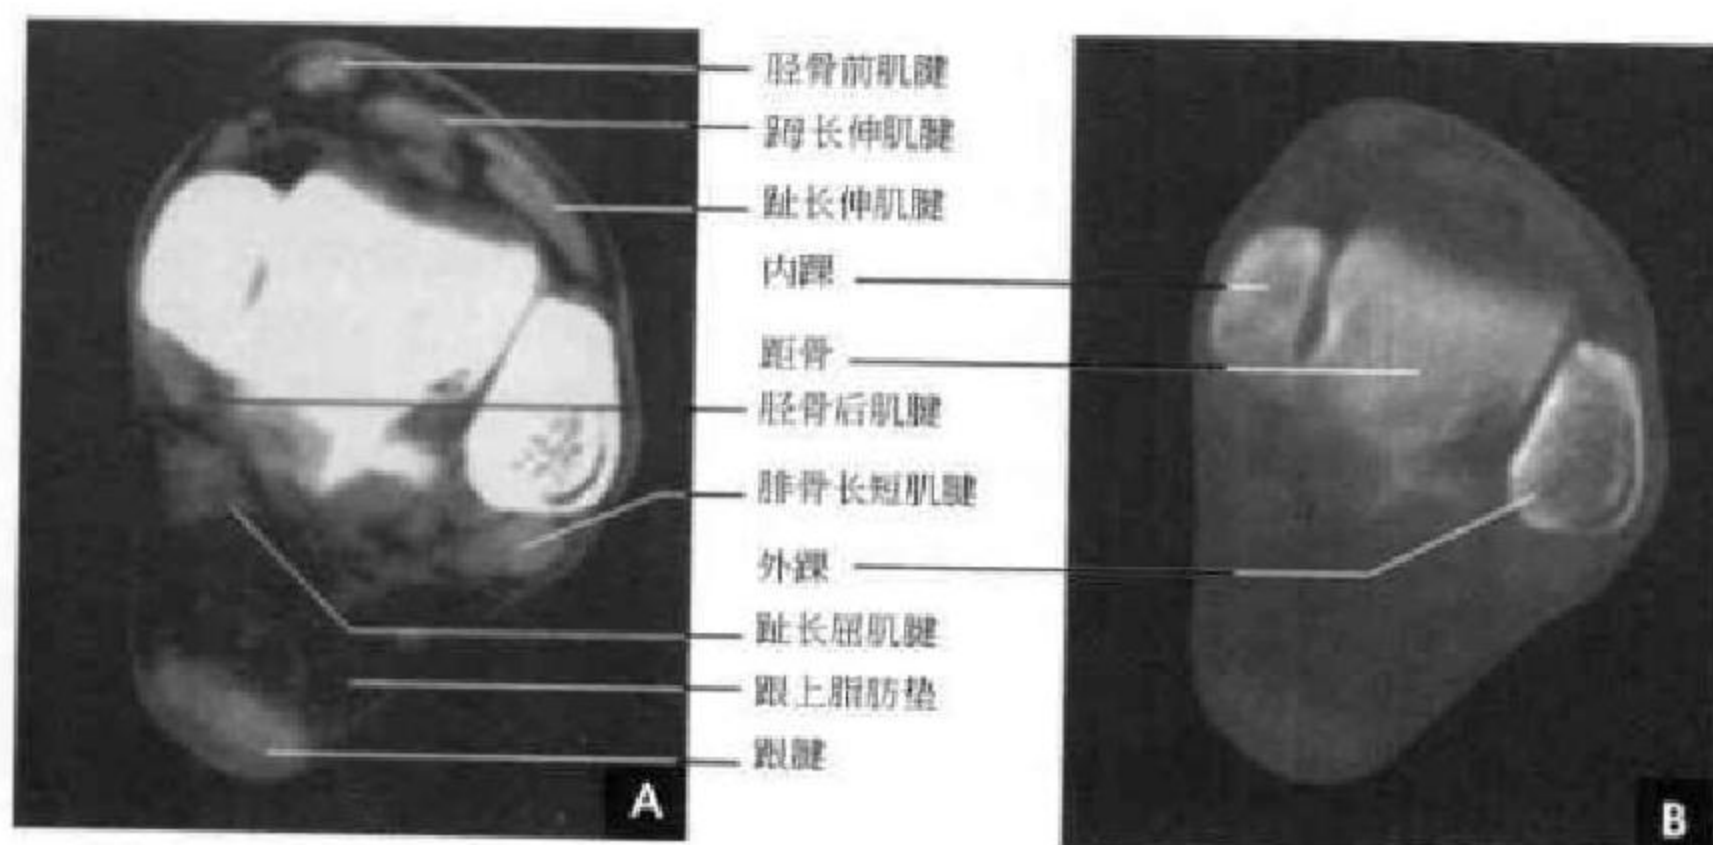 胫骨前肌腱
踇长伸肌腱
趾长伸肌腱
内踝
距骨
胫骨后肌腱
腓骨长短肌腱
外踝
趾长屈肌腱
跟上脂肪垫
跟腱
A
B